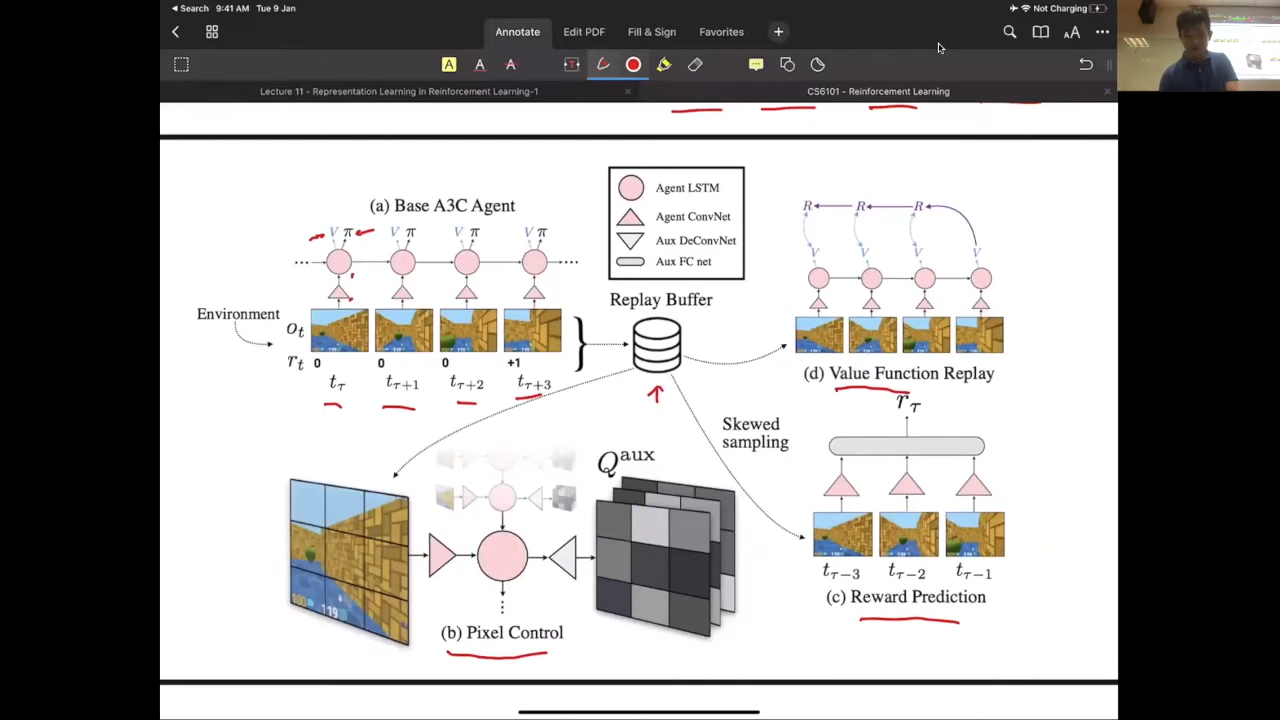 Search 9:41 AM Tue 9 Jan Not Charging
Annotate Edit PDF Fill & Sign Favorites
Lecture 11 - Representation Learning in Reinforcement Learning-1 CS6101 - Reinforcement Learning
(a) Base A3C Agent
V π V π V π V π
Environment
o_t
r_t 0 0 0 +1
t_τ t_τ+1 t_τ+2 t_τ+3
Agent LSTM
Agent ConvNet
Aux DeConvNet
Aux FC net
Replay Buffer
R R R
V V V V
(d) Value Function Replay
Skewed
sampling
r_τ
t_τ−3 t_τ−2 t_τ−1
(c) Reward Prediction
Q^aux
100 119
(b) Pixel Control